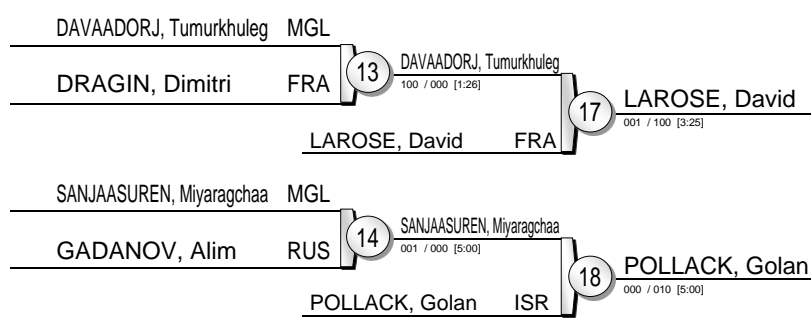 DAVAADORJ, Tumurkhuleg MGL
DRAGIN, Dimitri FRA
13
DAVAADORJ, Tumurkhuleg
100 / 000 [1:26]
LAROSE, David FRA
17
LAROSE, David
001 / 100 [3:25]
SANJAASUREN, Miyaragchaa MGL
GADANOV, Alim RUS
14
SANJAASUREN, Miyaragchaa
001 / 000 [5:00]
POLLACK, Golan ISR
18
POLLACK, Golan
000 / 010 [5:00]